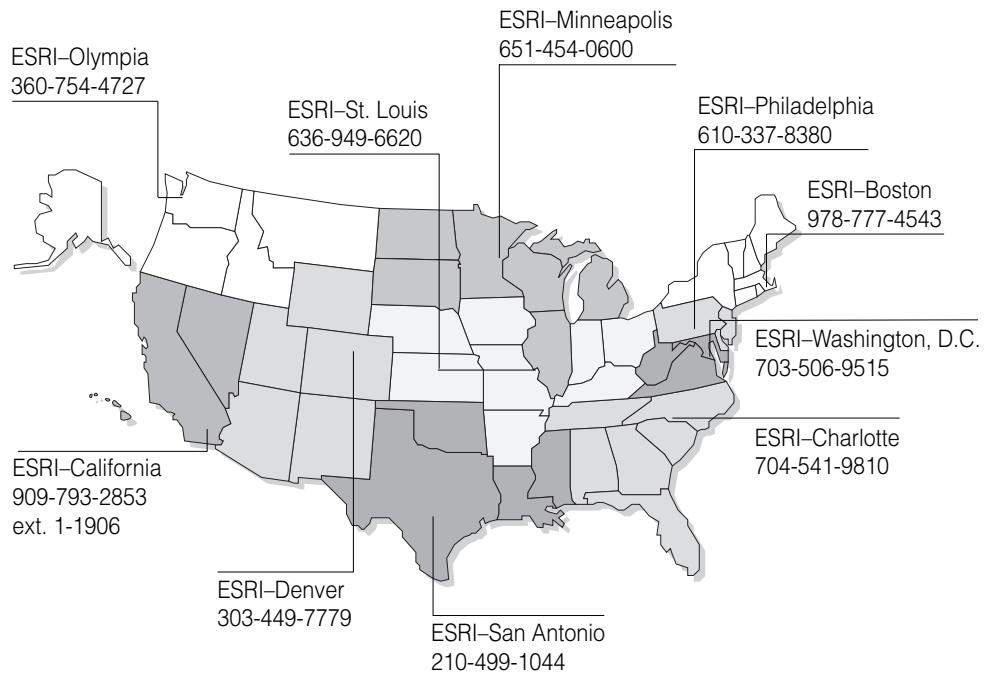 ESRI–Minneapolis
651-454-0600
ESRI–Olympia
360-754-4727
ESRI–St. Louis
636-949-6620
ESRI–Philadelphia
610-337-8380
ESRI–Boston
978-777-4543
ESRI–Washington, D.C.
703-506-9515
ESRI–Charlotte
704-541-9810
ESRI–California
909-793-2853
ext. 1-1906
ESRI–Denver
303-449-7779
ESRI–San Antonio
210-499-1044